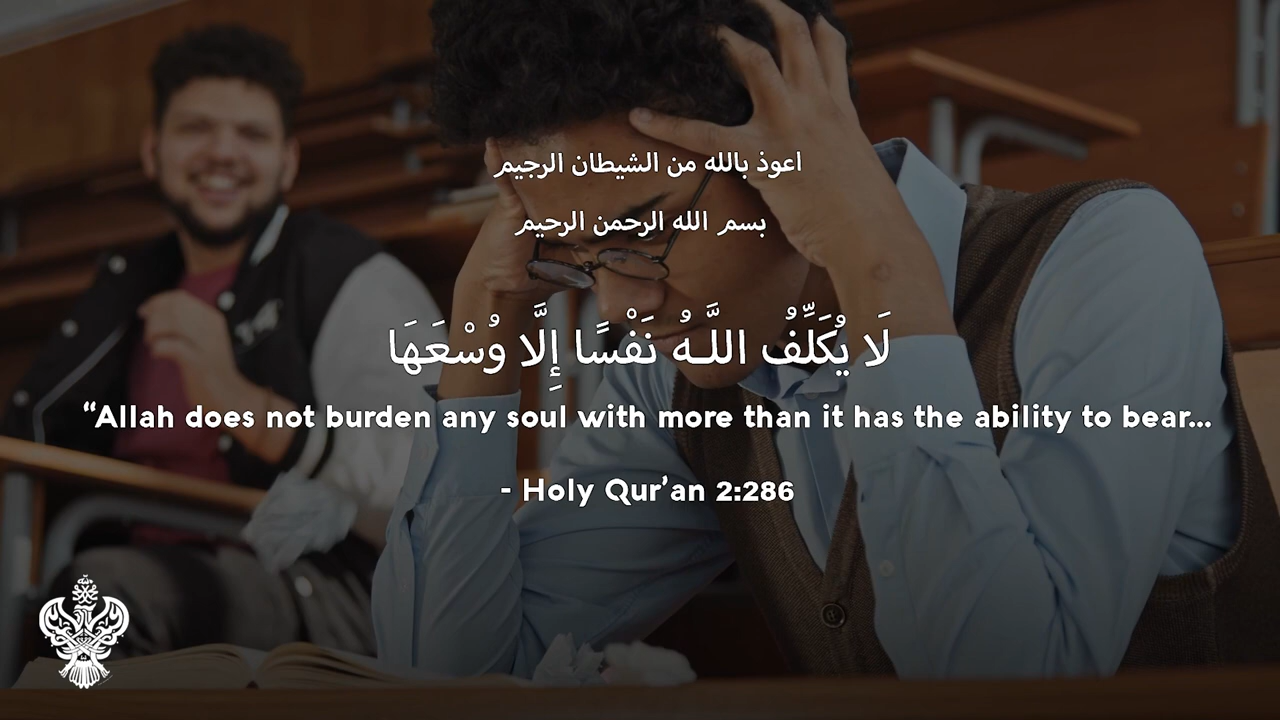 اعوذ بالله من الشيطان الرجيم
بسم الله الرحمن الرحيم
لَا يُكَلِّفُ اللَّـهُ نَفْسًا إِلَّا وُسْعَهَا
“Allah does not burden any soul with more than it has the ability to bear...
- Holy Qur’an 2:286